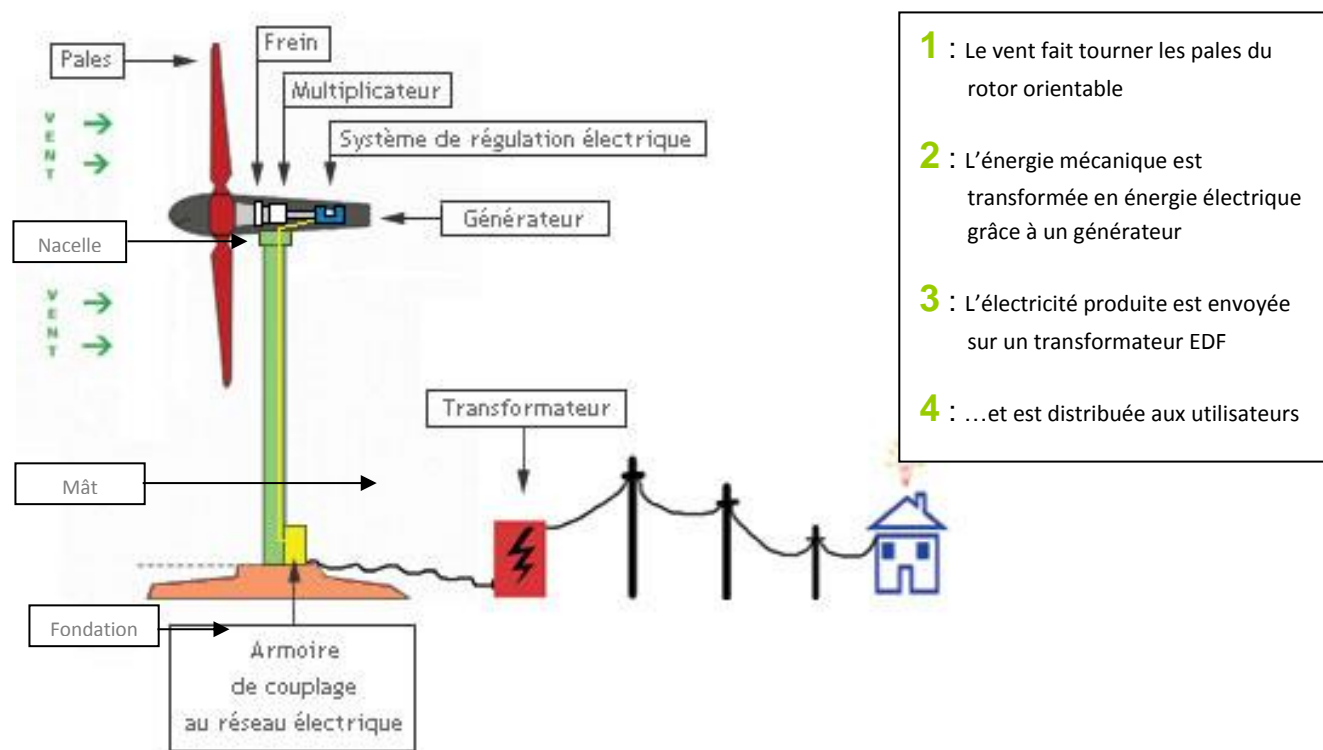 Pales
Frein
Multiplicateur
Système de régulation électrique
VENT
Générateur
Nacelle
VENT
Transformateur
Mât
Fondation
Armoire
de couplage
au réseau électrique
1 : Le vent fait tourner les pales du
rotor orientable
2 : L’énergie mécanique est
transformée en énergie électrique
grâce à un générateur
3 : L’électricité produite est envoyée
sur un transformateur EDF
4 : …et est distribuée aux utilisateurs